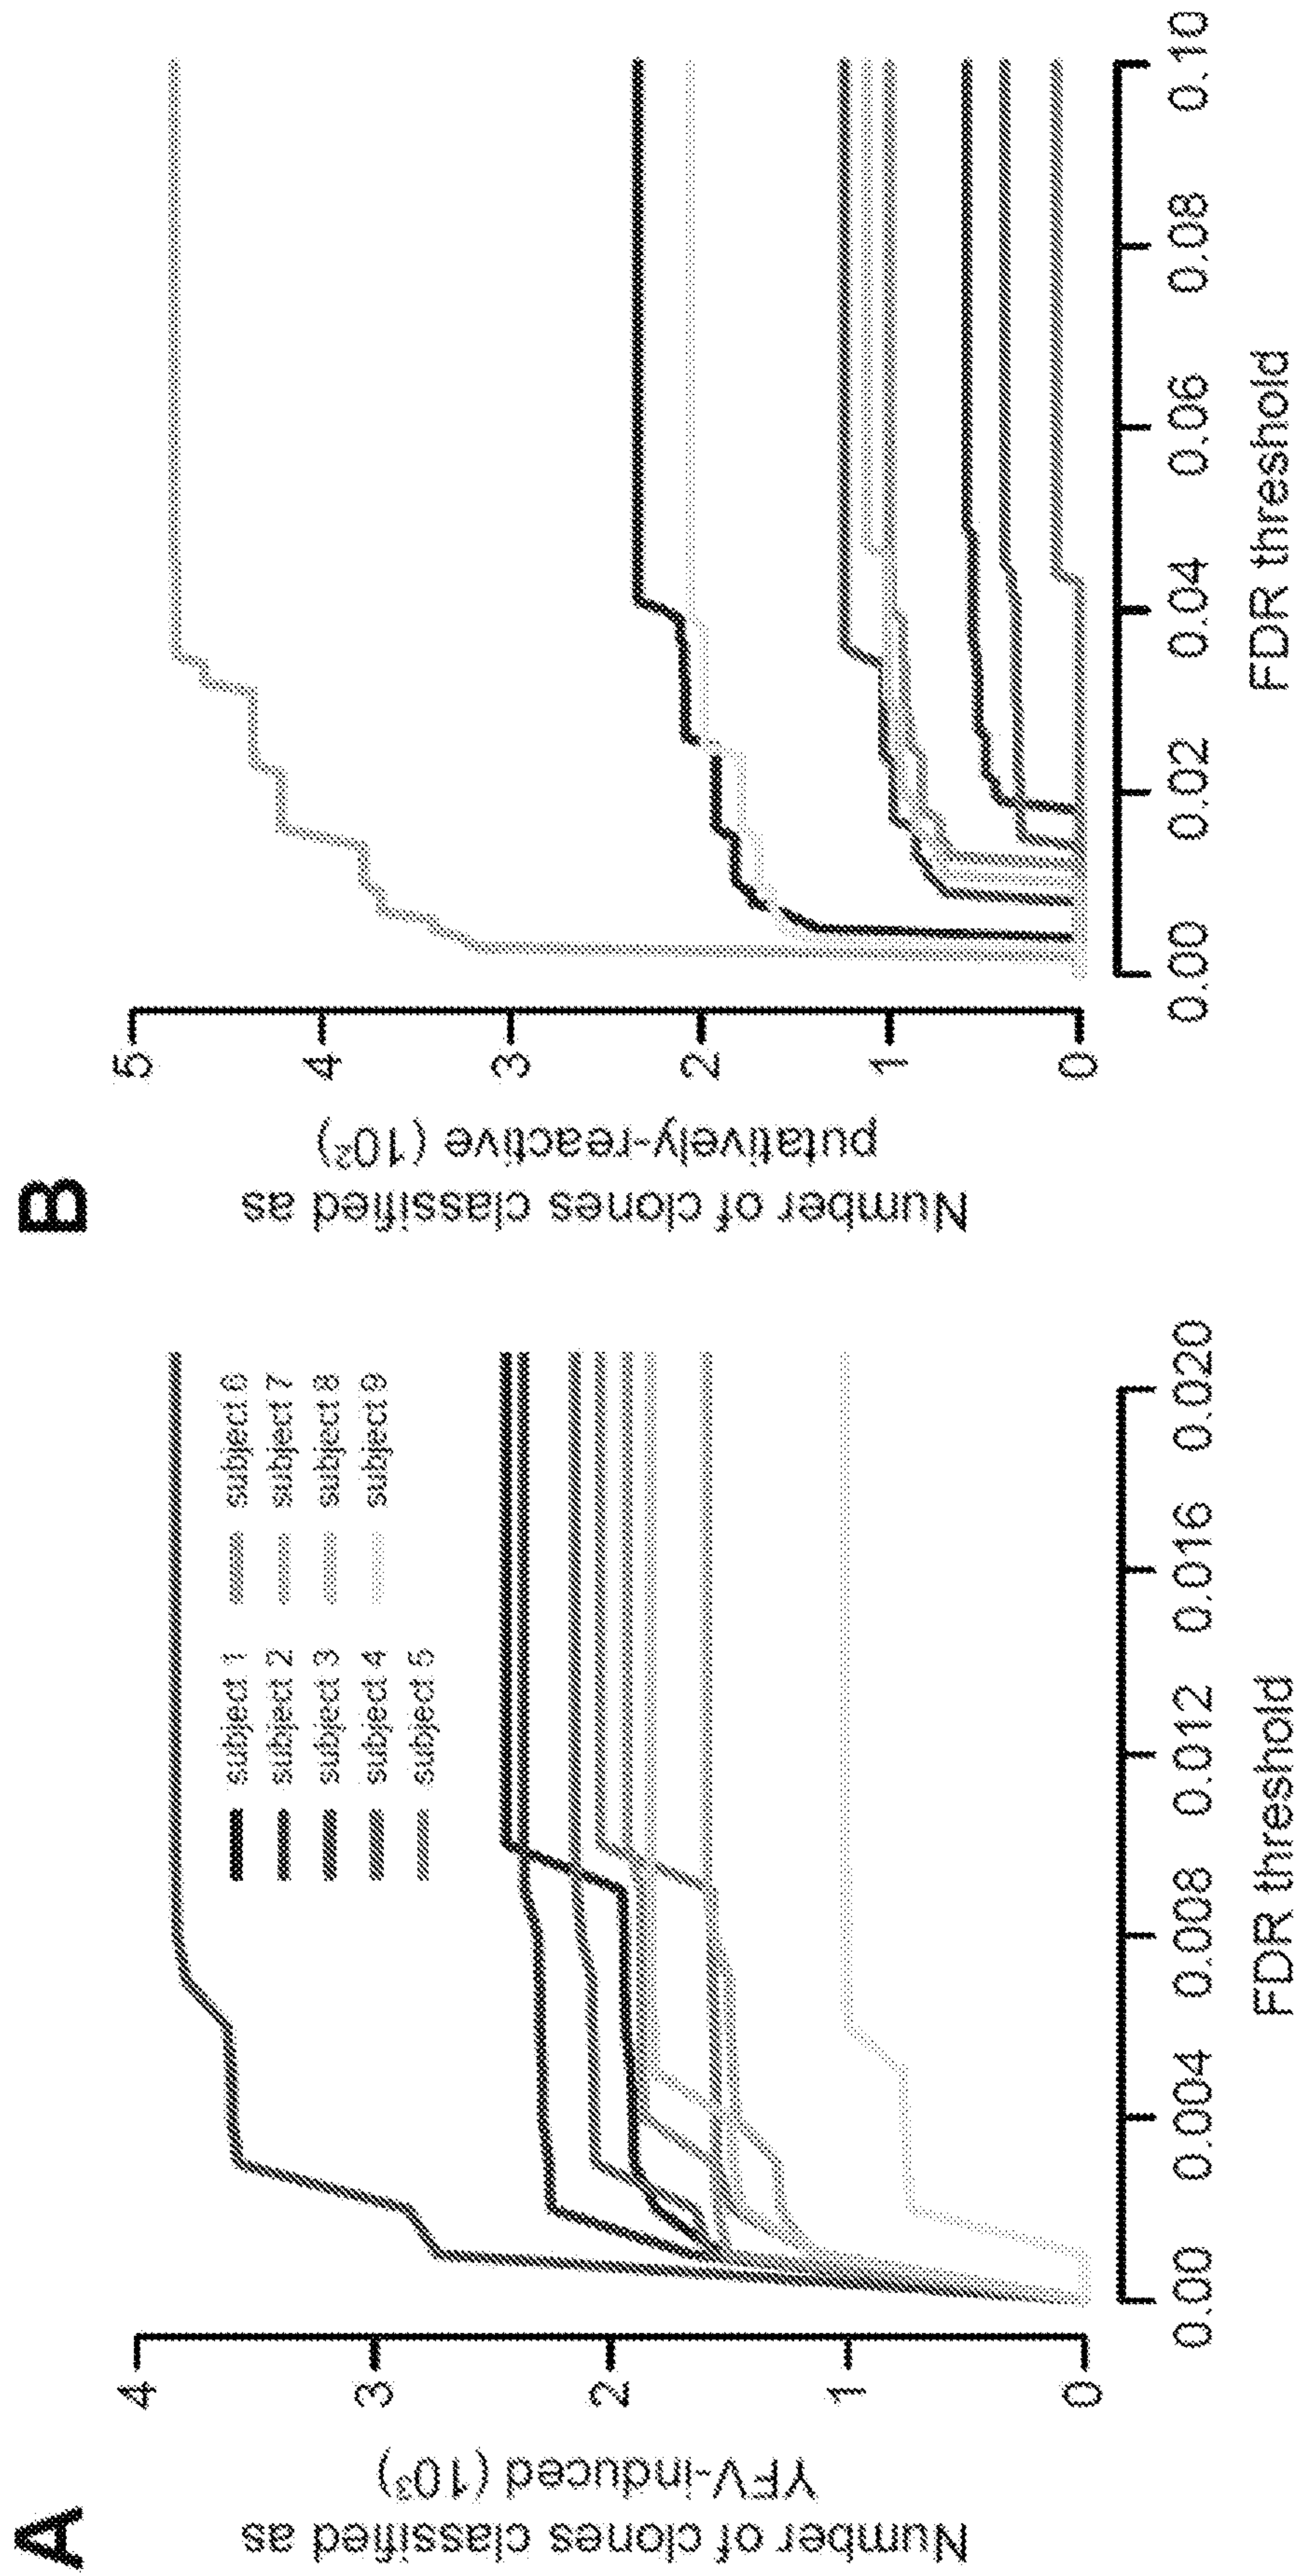 A
Number of clones classified as
YFV-induced (10³)
4
3
2
1
0
subject 1
subject 2
subject 3
subject 4
subject 5
subject 6
subject 7
subject 8
subject 9
0.00
0.004
0.008
0.012
0.016
0.020
FDR threshold
B
Number of clones classified as
putatively-reactive (10²)
5
4
3
2
1
0
0.00
0.02
0.04
0.06
0.08
0.10
FDR threshold